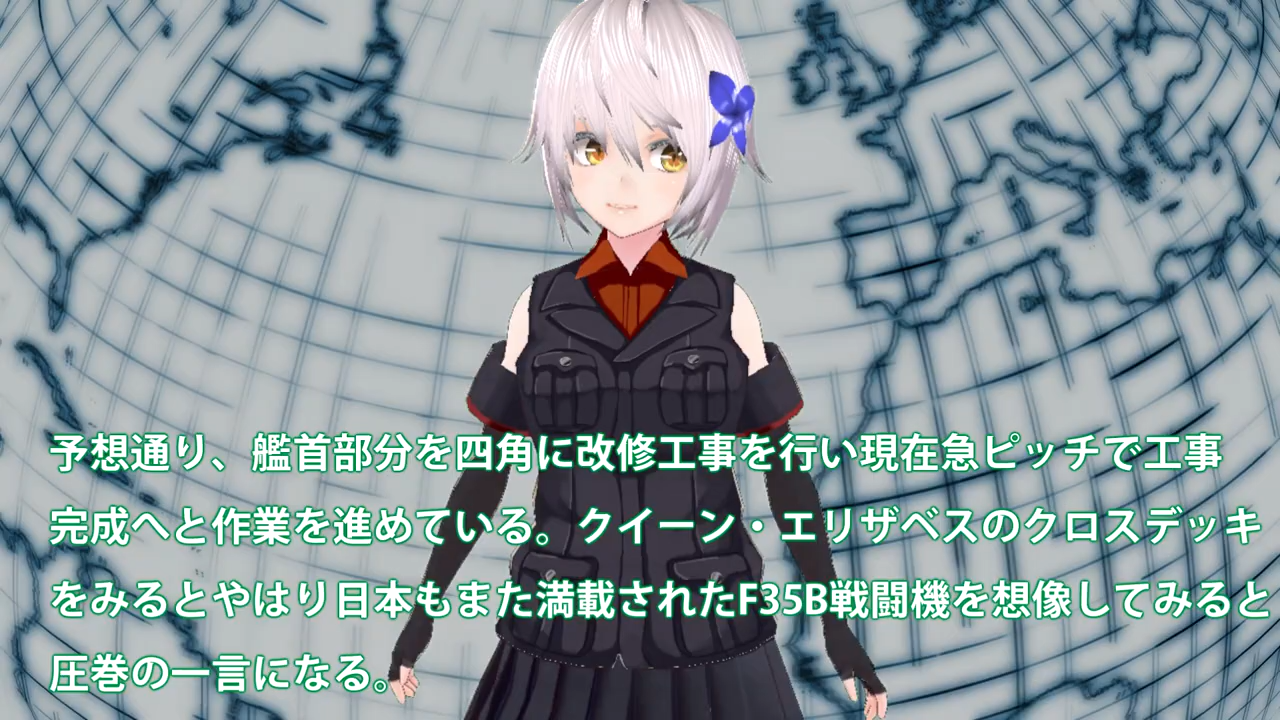 予想通り、艦首部分を四角に改修工事を行い現在急ピッチで工事
完成へと作業を進めている。クイーン・エリザベスのクロスデッキ
をみるとやはり日本もまた満載されたF35B戦闘機を想像してみると
圧巻の一言になる。